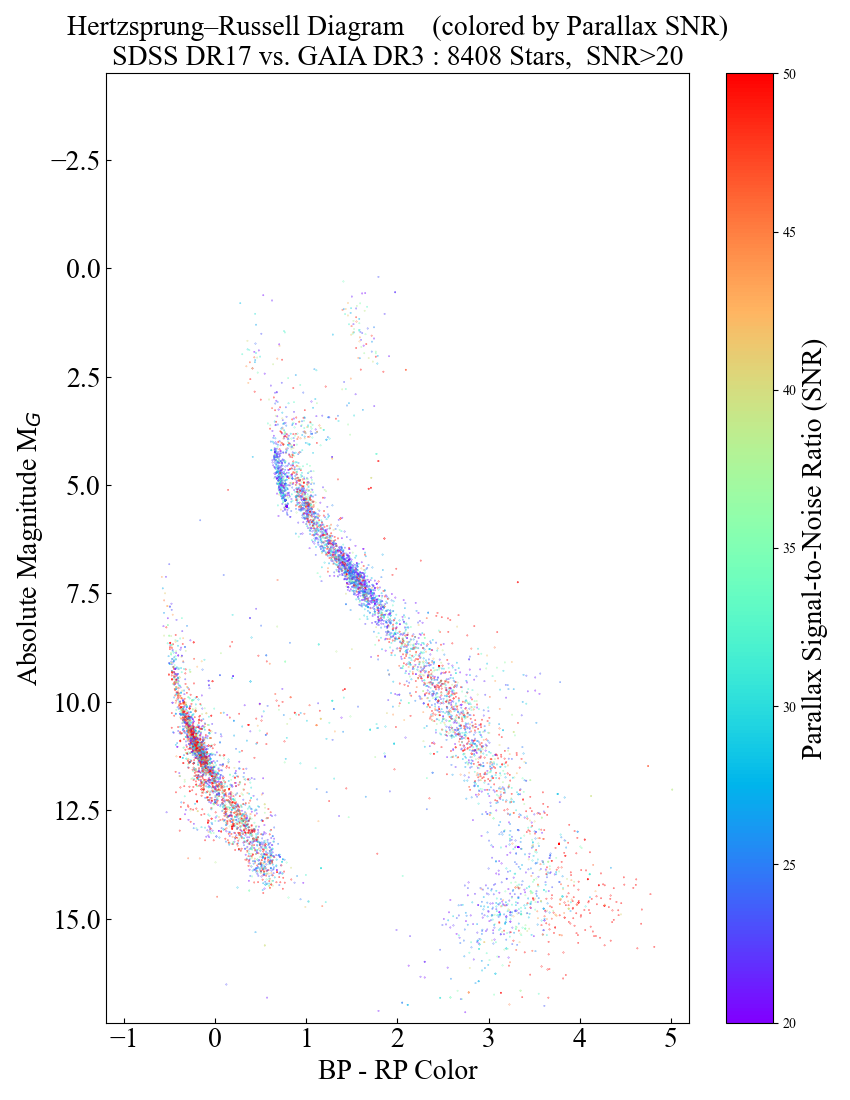 Hertzsprung–Russell Diagram (colored by Parallax SNR)
SDSS DR17 vs. GAIA DR3 : 8408 Stars, SNR>20
Absolute Magnitude M_G
−2.5
0.0
2.5
5.0
7.5
10.0
12.5
15.0
−1 0 1 2 3 4 5
BP - RP Color
50
45
40
35
30
25
20
Parallax Signal-to-Noise Ratio (SNR)